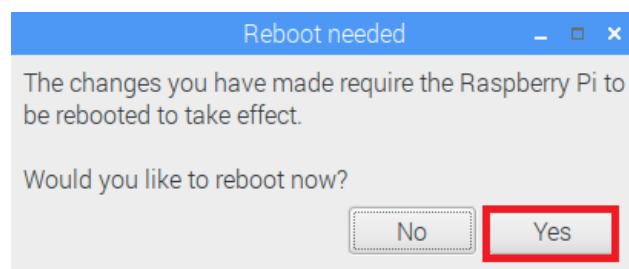 Reboot needed
The changes you have made require the Raspberry Pi to
be rebooted to take effect.
Would you like to reboot now?
No Yes